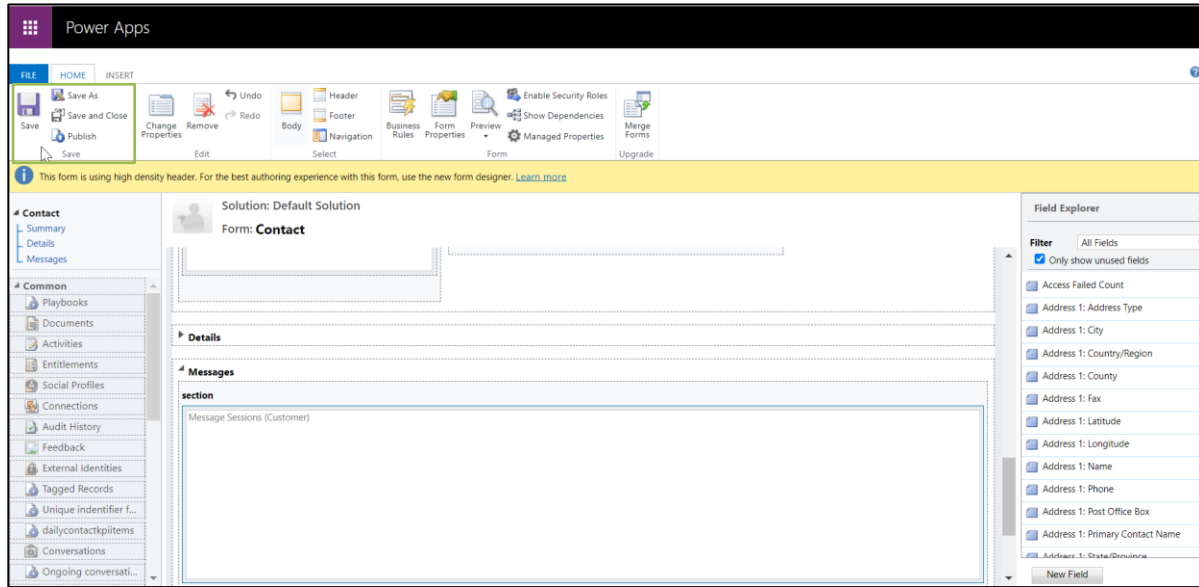 Power Apps
FILE HOME INSERT
Save
Save As
Save and Close
Publish
Save
Change Properties
Remove
Undo
Redo
Edit
Body
Header
Footer
Navigation
Select
Business Rules
Form Properties
Preview
Enable Security Roles
Show Dependencies
Managed Properties
Form
Merge Forms
Upgrade
This form is using high density header. For the best authoring experience with this form, use the new form designer. Learn more
Contact
Summary
Details
Messages
Common
Playbooks
Documents
Activities
Entitlements
Social Profiles
Connections
Audit History
Feedback
External Identities
Tagged Records
Unique indentifier f...
dailycontactkpiitems
Conversations
Ongoing conversati...
Solution: Default Solution
Form: Contact
Details
Messages
section
Message Sessions (Customer)
Field Explorer
Filter All Fields
Only show unused fields
Access Failed Count
Address 1: Address Type
Address 1: City
Address 1: Country/Region
Address 1: County
Address 1: Fax
Address 1: Latitude
Address 1: Longitude
Address 1: Name
Address 1: Phone
Address 1: Post Office Box
Address 1: Primary Contact Name
Address 1: State/Province
New Field